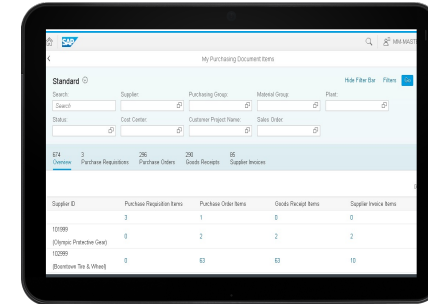 SAP
MM-MAST
My Purchasing Document Items
Standard
Hide Filter Bar Filters
Search: Supplier: Purchasing Group: Material Group: Plant:
Search
Status: Cost Center: Customer Project Name: Sales Order:
674 3 296 290 85
Overview Purchase Requisitions Purchase Orders Goods Receipts Supplier Invoices
Supplier ID Purchase Requisition Items Purchase Order Items Goods Receipt Items Supplier Invoice Items
3 1 0 0
101999
0 2 2 2
(Olympic Protective Gear)
102999
0 63 63 10
(Boomtown Tire & Wheel)